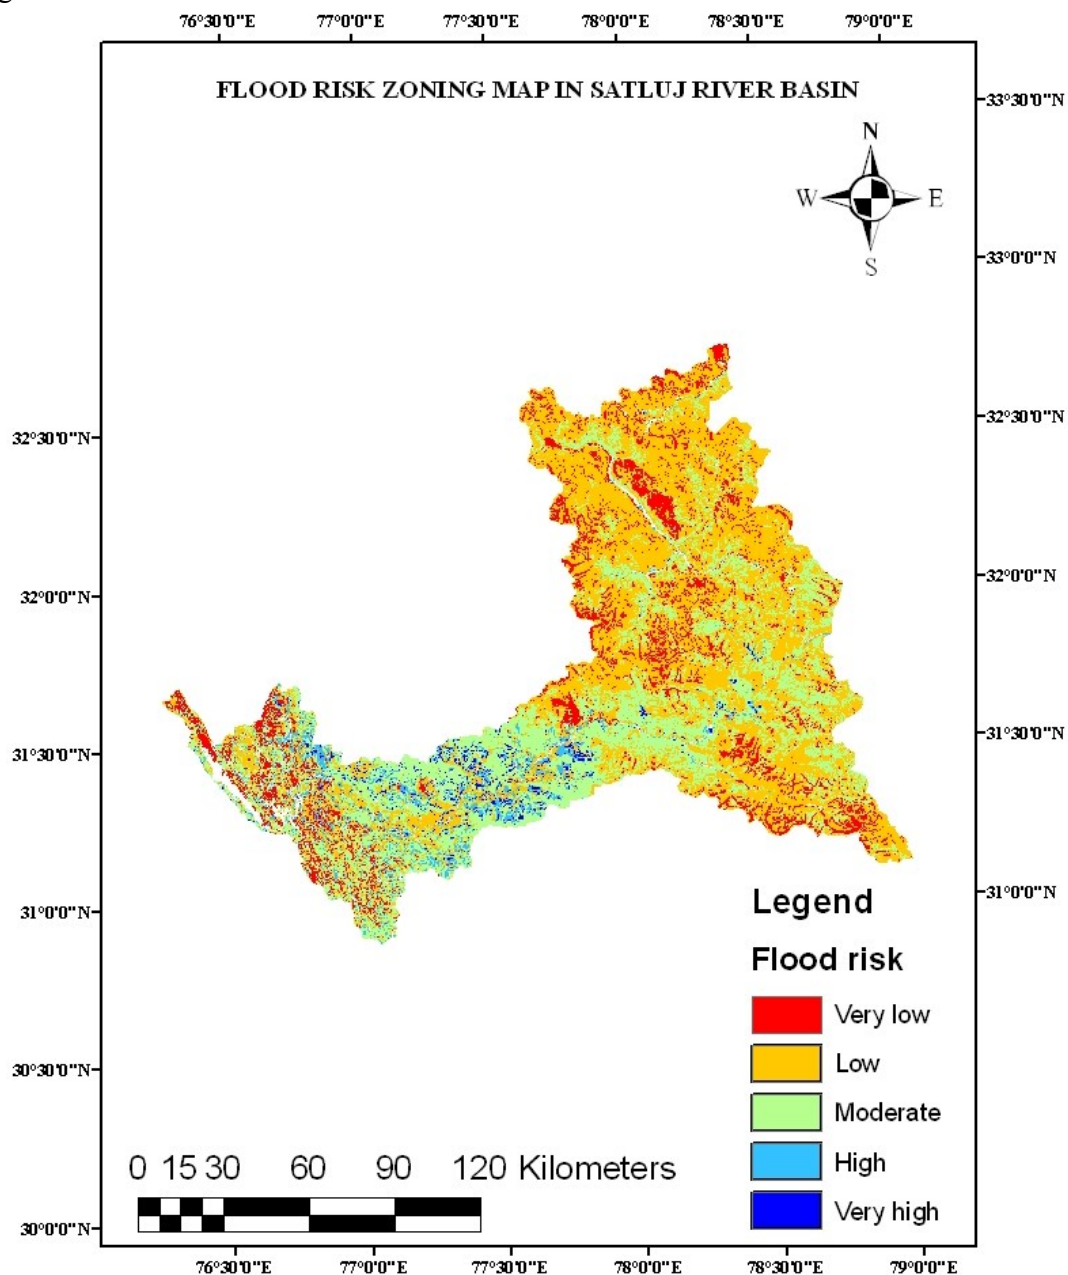 76°30'0"E 77°0'0"E 77°30'0"E 78°0'0"E 78°30'0"E 79°0'0"E
FLOOD RISK ZONING MAP IN SATLUJ RIVER BASIN
33°30'0"N
N
W E
S
33°0'0"N
32°30'0"N
32°30'0"N
32°0'0"N
32°0'0"N
31°30'0"N
31°30'0"N
31°0'0"N
31°0'0"N
Legend
Flood risk
Very low
Low
30°30'0"N
Moderate
High
0 15 30 60 90 120 Kilometers
Very high
30°0'0"N
76°30'0"E 77°0'0"E 77°30'0"E 78°0'0"E 78°30'0"E 79°0'0"E